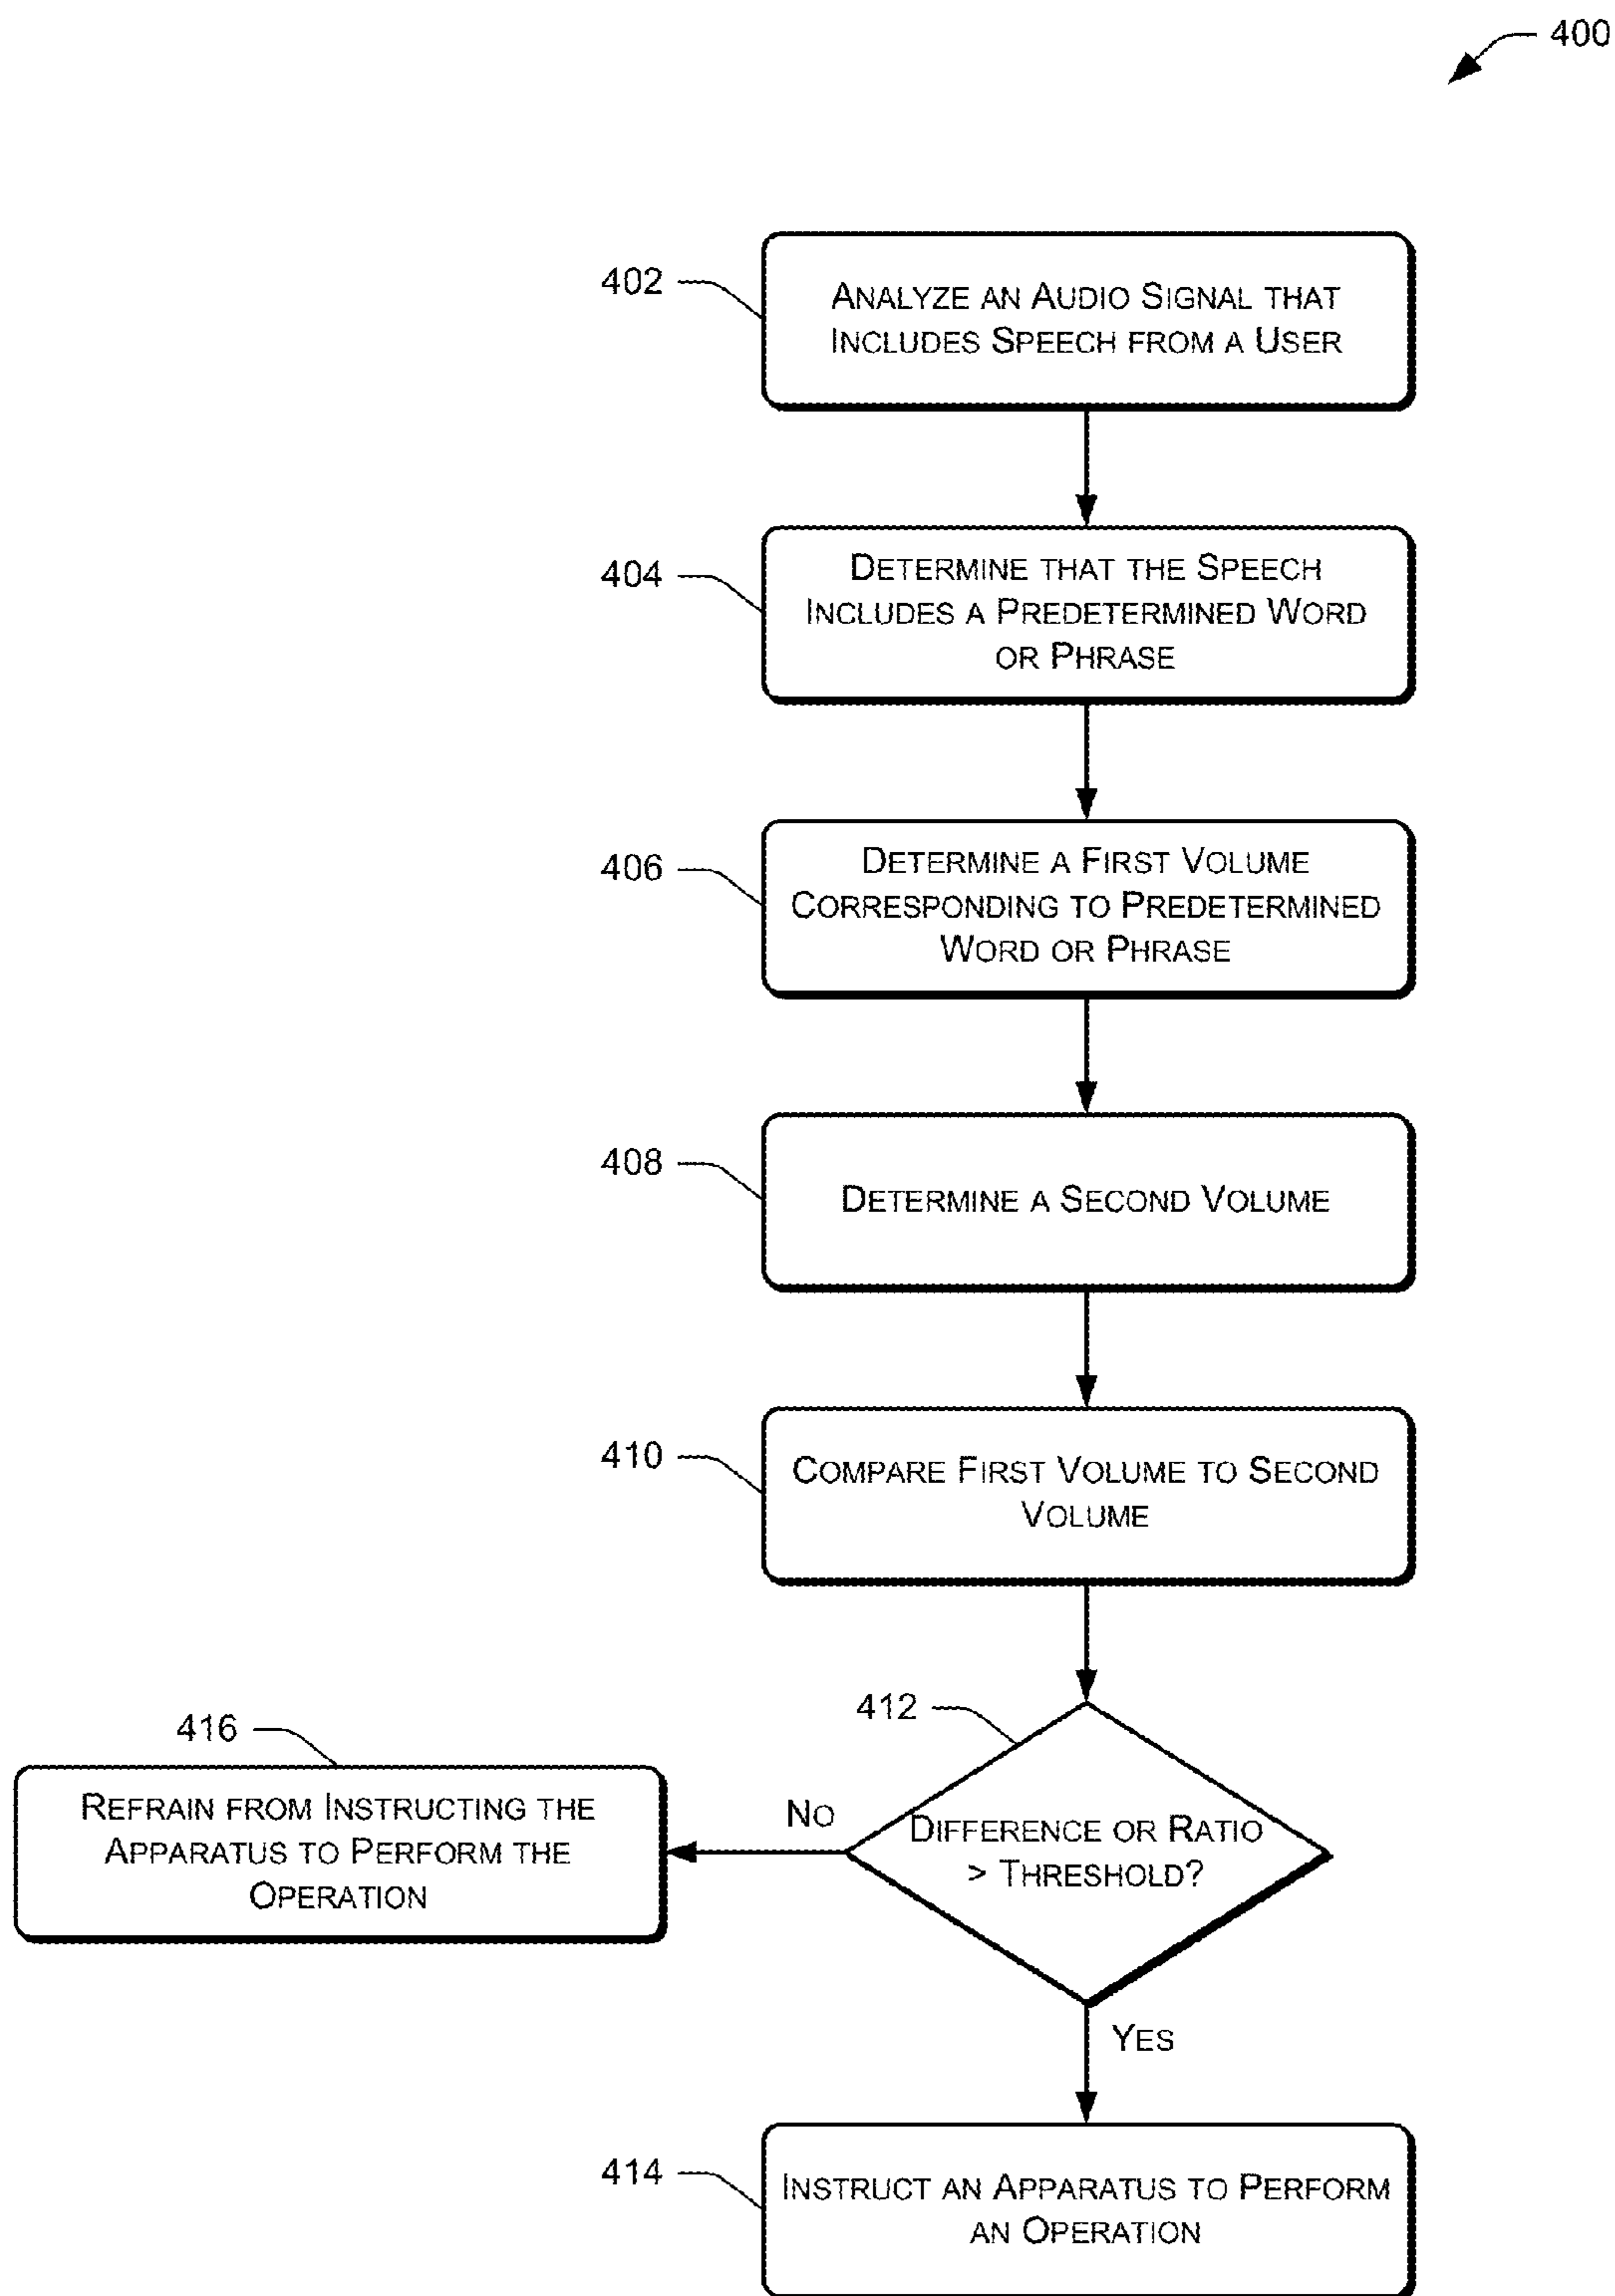 400
402
ANALYZE AN AUDIO SIGNAL THAT
INCLUDES SPEECH FROM A USER
404
DETERMINE THAT THE SPEECH
INCLUDES A PREDETERMINED WORD
OR PHRASE
406
DETERMINE A FIRST VOLUME
CORRESPONDING TO PREDETERMINED
WORD OR PHRASE
408
DETERMINE A SECOND VOLUME
410
COMPARE FIRST VOLUME TO SECOND
VOLUME
412
DIFFERENCE OR RATIO
> THRESHOLD?
NO
416
REFRAIN FROM INSTRUCTING THE
APPARATUS TO PERFORM THE
OPERATION
YES
414
INSTRUCT AN APPARATUS TO PERFORM
AN OPERATION